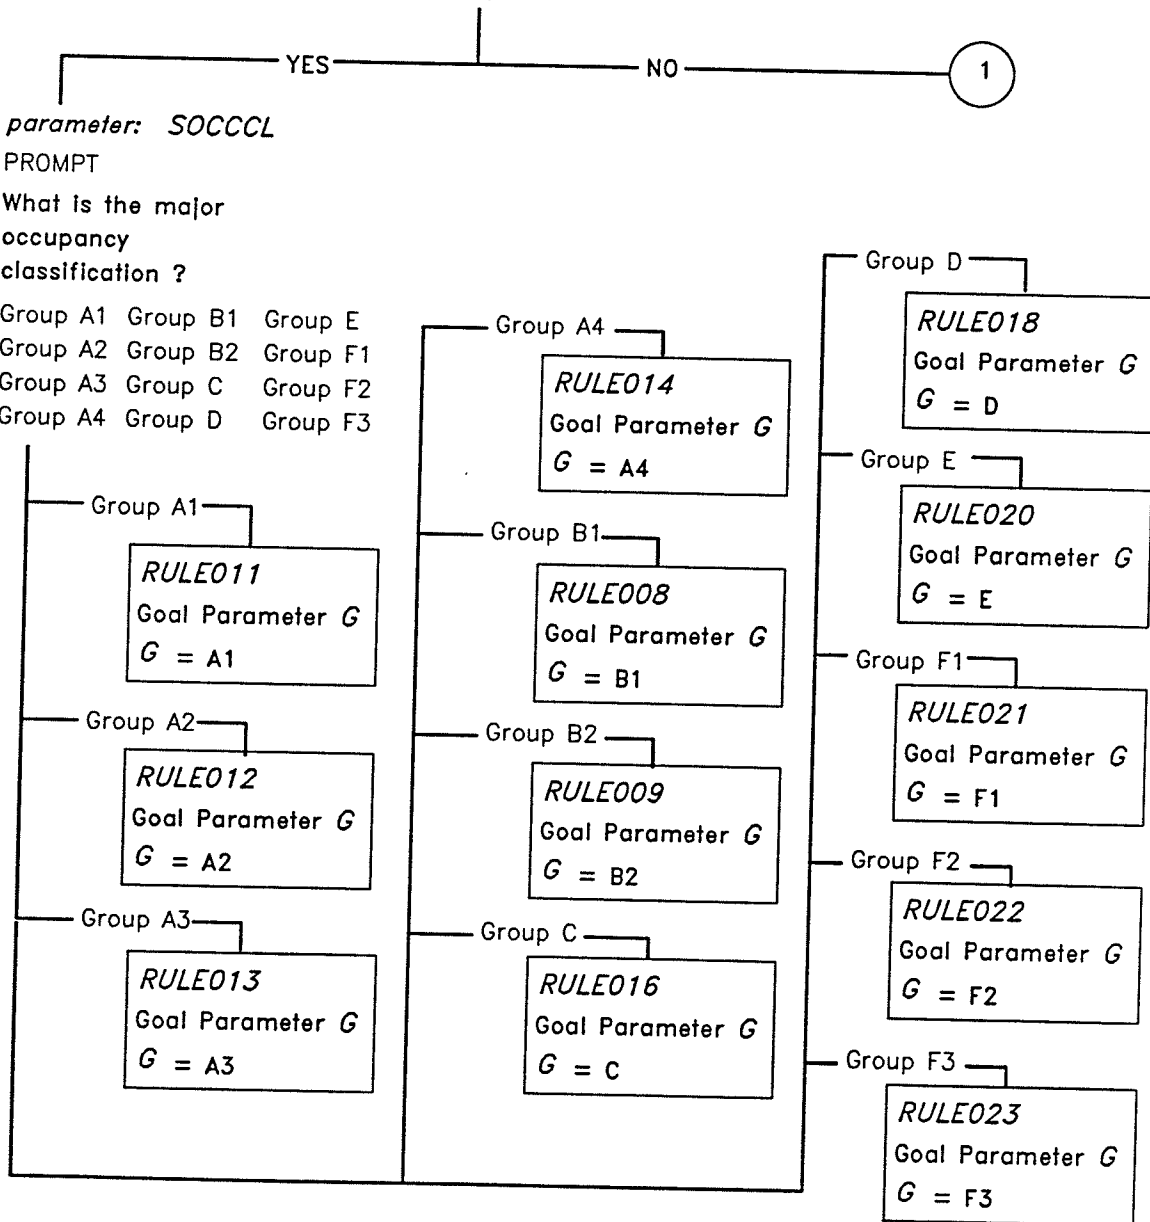 YES
NO
1
parameter: SOCCCL
PROMPT
What is the major
occupancy
classification ?
Group A1 Group B1 Group E
Group A2 Group B2 Group F1
Group A3 Group C Group F2
Group A4 Group D Group F3
Group A1
RULE011
Goal Parameter G
G = A1
Group A2
RULE012
Goal Parameter G
G = A2
Group A3
RULE013
Goal Parameter G
G = A3
Group A4
RULE014
Goal Parameter G
G = A4
Group B1
RULE008
Goal Parameter G
G = B1
Group B2
RULE009
Goal Parameter G
G = B2
Group C
RULE016
Goal Parameter G
G = C
Group D
RULE018
Goal Parameter G
G = D
Group E
RULE020
Goal Parameter G
G = E
Group F1
RULE021
Goal Parameter G
G = F1
Group F2
RULE022
Goal Parameter G
G = F2
Group F3
RULE023
Goal Parameter G
G = F3